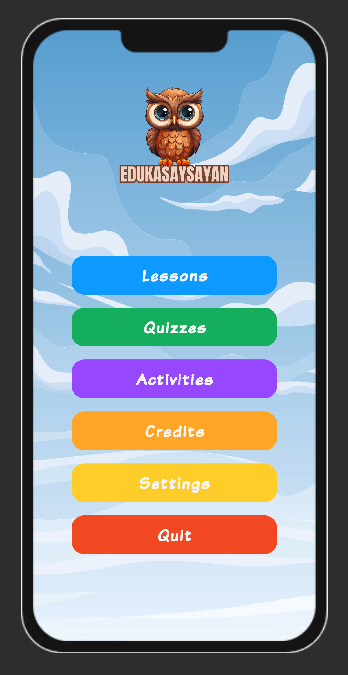 EDUKASAYSAYAN
Lessons
Quizzes
Activities
Credits
Settings
Quit